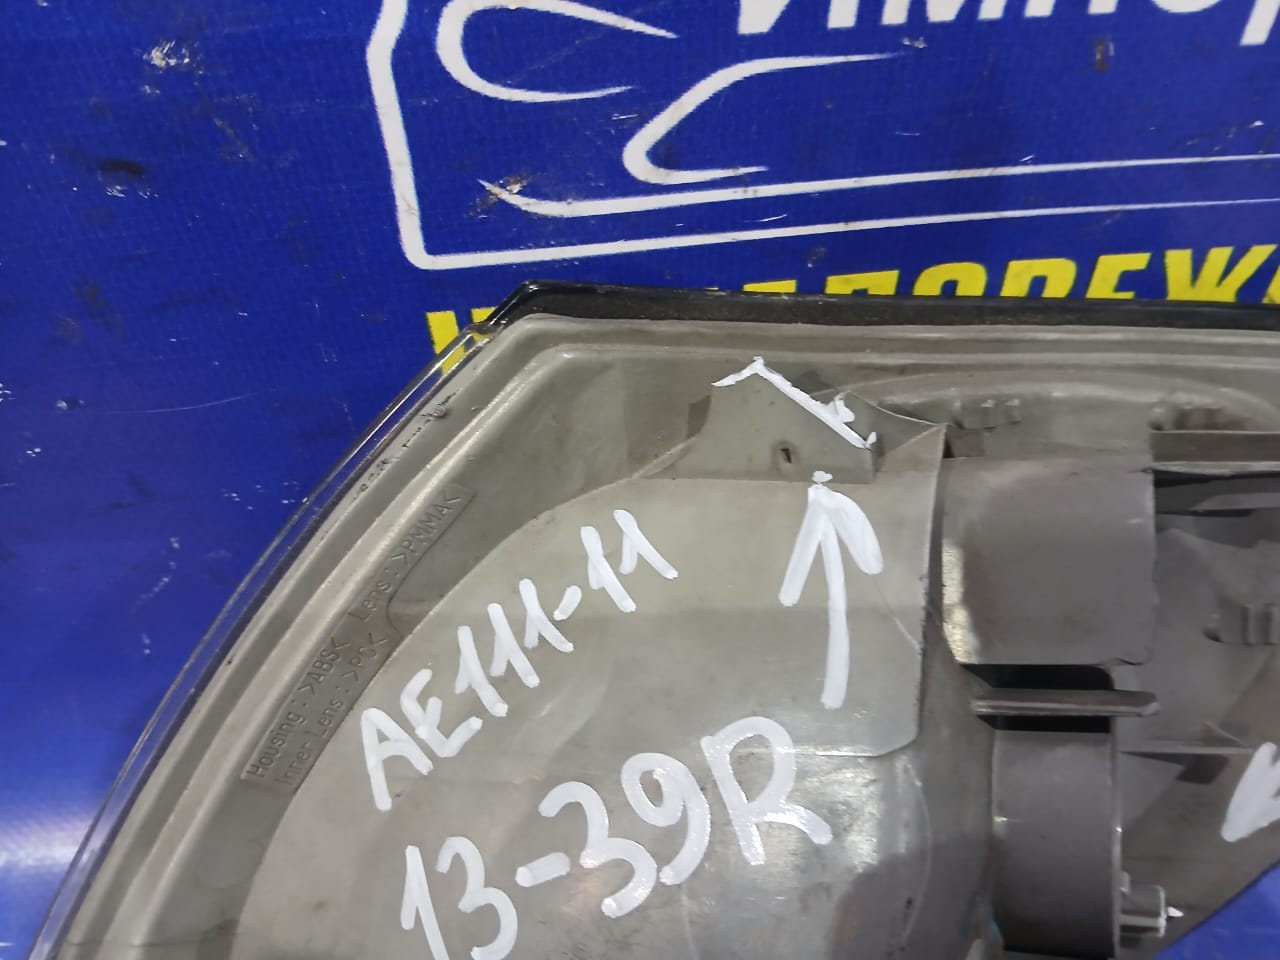 Housing : >ABS< Lens : >PMMA<
Inner Lens : >PC<
AE111-11
13-39R